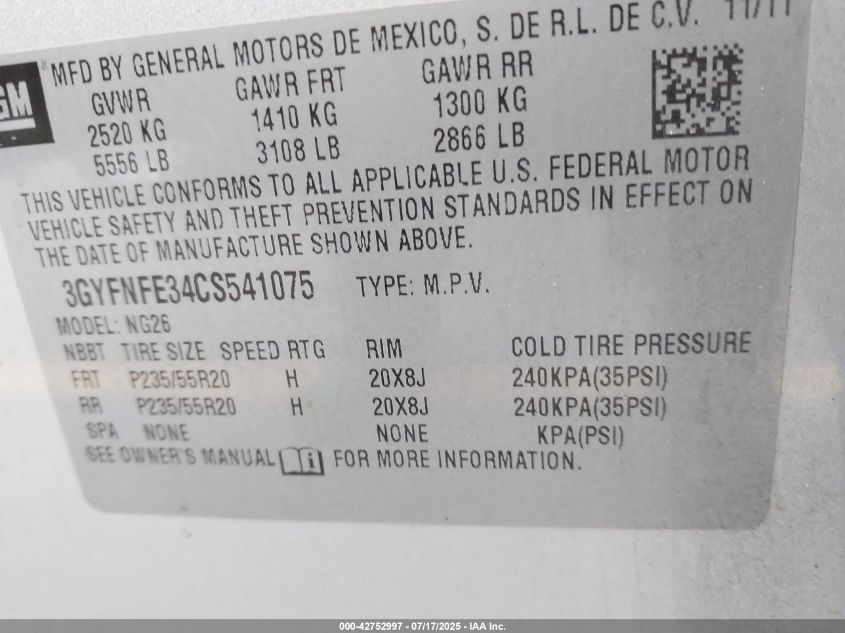 MFD BY GENERAL MOTORS DE MEXICO, S. DE R.L. DE C.V. 11/11
GM
GVWR GAWR FRT GAWR RR
2520 KG 1410 KG 1300 KG
5556 LB 3108 LB 2866 LB
THIS VEHICLE CONFORMS TO ALL APPLICABLE U.S. FEDERAL MOTOR
VEHICLE SAFETY AND THEFT PREVENTION STANDARDS IN EFFECT ON
THE DATE OF MANUFACTURE SHOWN ABOVE.
3GYFNFE34CS541075 TYPE: M.P.V.
MODEL: NG26
NBBT TIRE SIZE SPEED RTG RIM COLD TIRE PRESSURE
FRT P235/55R20 H 20X8J 240KPA(35PSI)
RR P235/55R20 H 20X8J 240KPA(35PSI)
SPA NONE NONE KPA(PSI)
SEE OWNER'S MANUAL i FOR MORE INFORMATION.
000-42752997 - 07/17/2025 - IAA Inc.